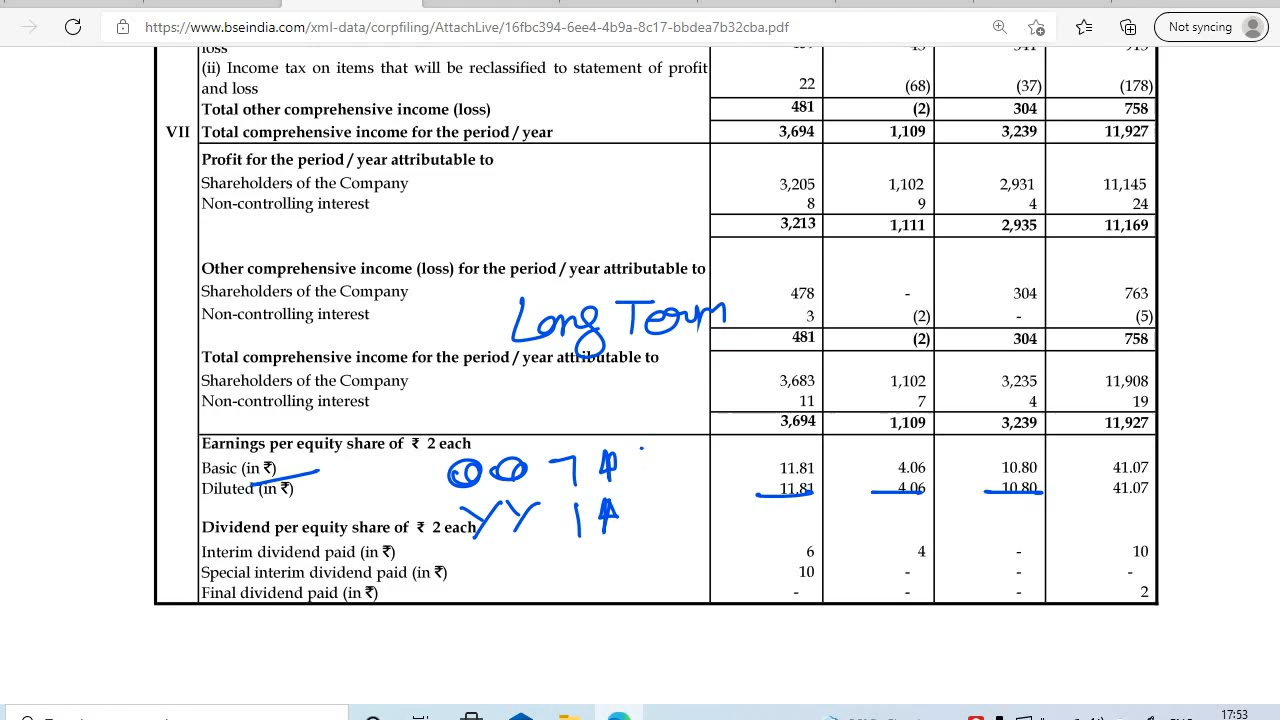 Not syncing
https://www.bseindia.com/xml-data/corpfiling/AttachLive/16fbc394-6ee4-4b9a-8c17-bbdea7b32cba.pdf
loss
(ii) Income tax on items that will be reclassified to statement of profit and loss 22 (68) (37) (178)
Total other comprehensive income (loss) 481 (2) 304 758
VII Total comprehensive income for the period / year 3,694 1,109 3,239 11,927
Profit for the period / year attributable to
Shareholders of the Company 3,205 1,102 2,931 11,145
Non-controlling interest 8 9 4 24
3,213 1,111 2,935 11,169
Other comprehensive income (loss) for the period / year attributable to
Shareholders of the Company 478 - 304 763
Non-controlling interest 3 (2) - (5)
Long Term
481 (2) 304 758
Total comprehensive income for the period / year attributable to
Shareholders of the Company 3,683 1,102 3,235 11,908
Non-controlling interest 11 7 4 19
3,694 1,109 3,239 11,927
Earnings per equity share of ₹ 2 each
Basic (in ₹) 11.81 4.06 10.80 41.07
Diluted (in ₹) 11.81 4.06 10.80 41.07
YY
Dividend per equity share of ₹ 2 each
Interim dividend paid (in ₹) 6 4 - 10
Special interim dividend paid (in ₹) 10 - - -
Final dividend paid (in ₹) - - - 2
17:53